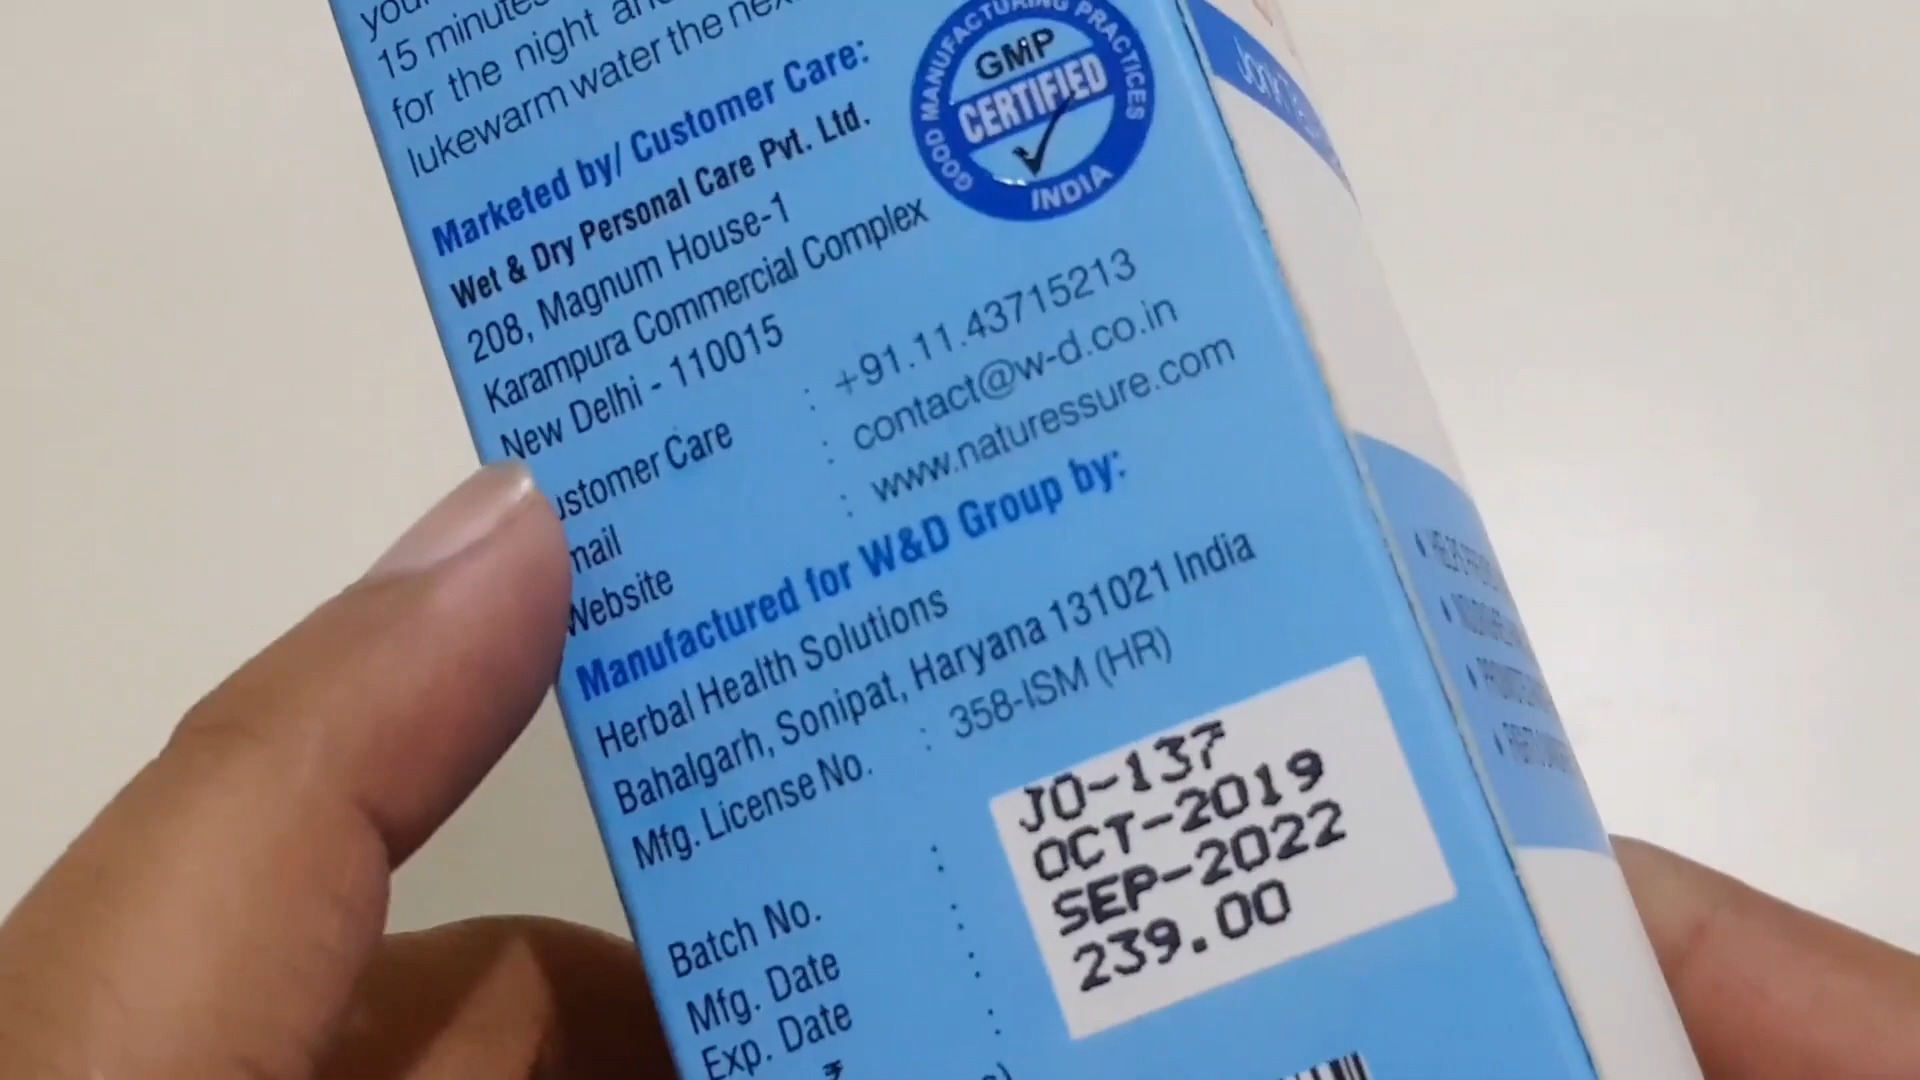 15 minutes
for the night
lukewarm water the
Marketed by/ Customer Care:
Wet & Dry Personal Care Pvt. Ltd.
208, Magnum House-1
Karampura Commercial Complex
New Delhi - 110015
ustomer Care : +91.11.43715213
mail : contact@w-d.co.in
Website : www.naturessure.com
Manufactured for W&D Group by:
Herbal Health Solutions
Bahalgarh, Sonipat, Haryana 131021 India
Mfg. License No. : 358-ISM (HR)
Batch No. : JO-137
Mfg. Date : OCT-2019
Exp. Date : SEP-2022
₹ : 239.00
GOOD MANUFACTURING PRACTICES
GMP
CERTIFIED
INDIA